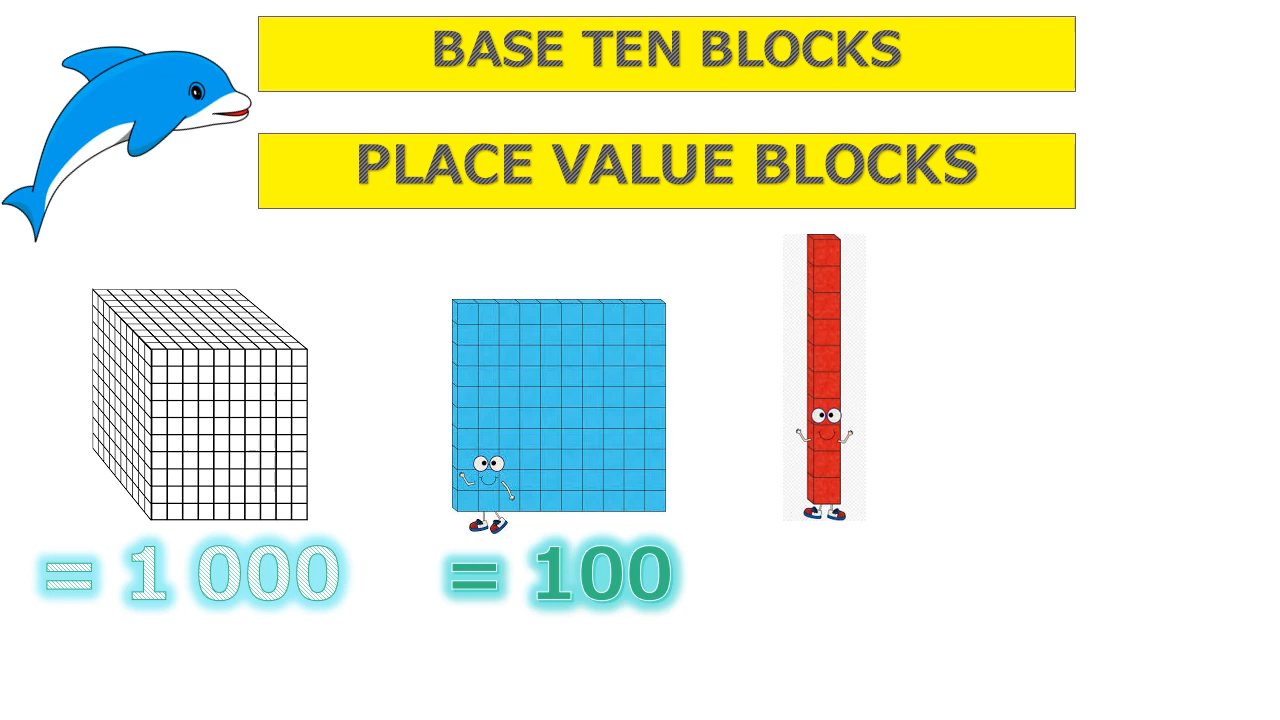 BASE TEN BLOCKS
PLACE VALUE BLOCKS
= 1 000
= 100